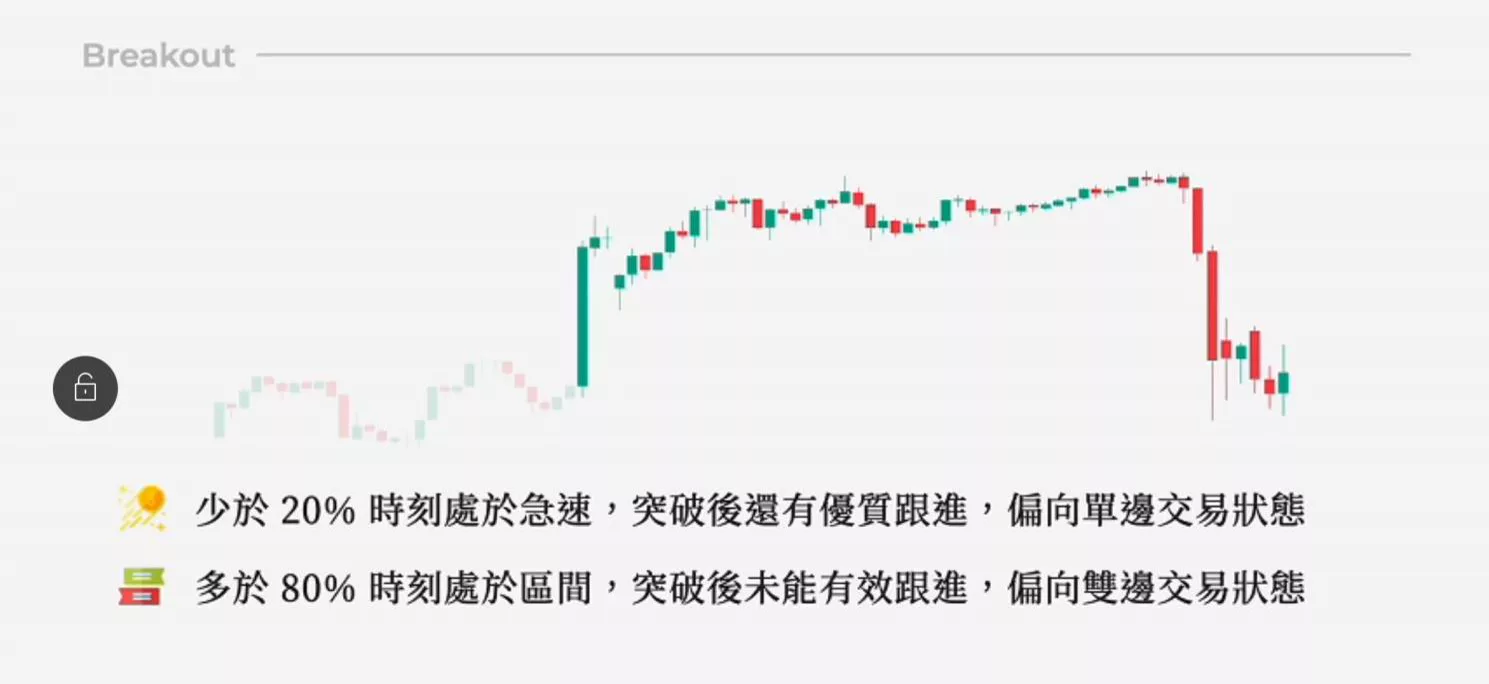 Breakout
少於 20% 時刻處於急速，突破後還有優質跟進，偏向單邊交易狀態
多於 80% 時刻處於區間，突破後未能有效跟進，偏向雙邊交易狀態